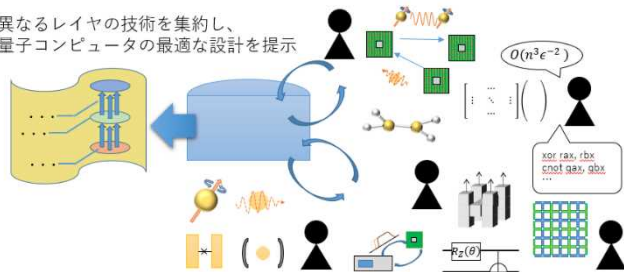 異なるレイヤの技術を集約し、
量子コンピュータの最適な設計を提示
O(n³ϵ⁻²)
xor rax, rbx
cnot qax, qbx
...
R_Z(θ)